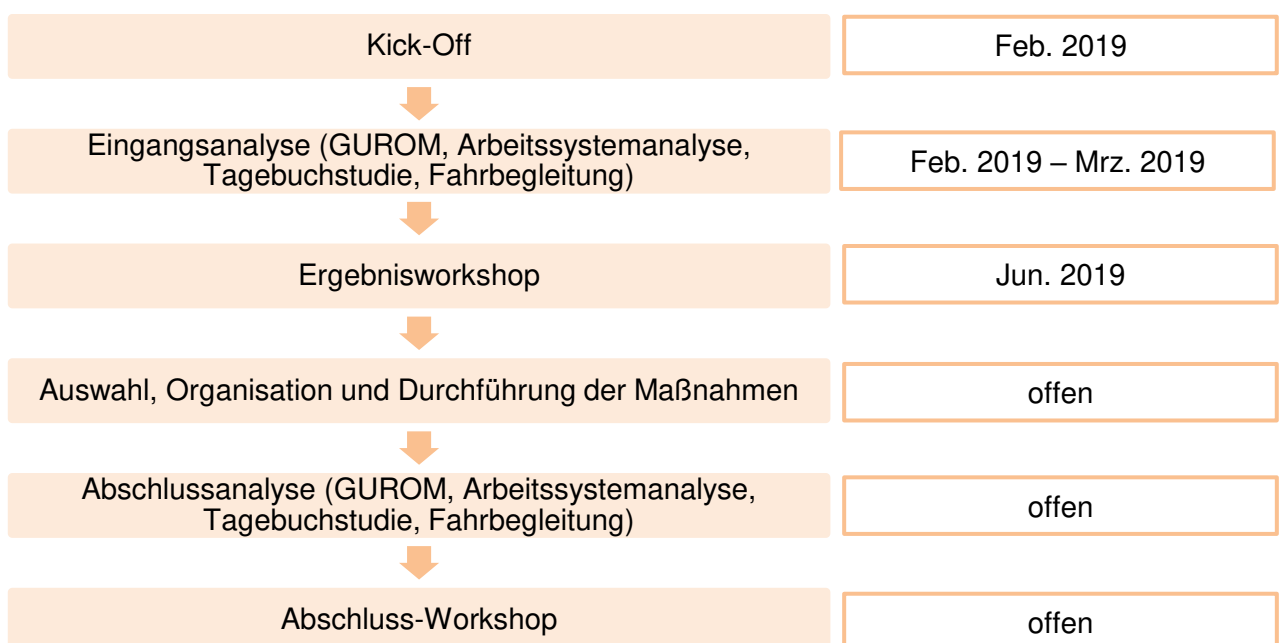 Kick-Off
Feb. 2019
Eingangsanalyse (GUROM, Arbeitssystemanalyse,
Tagebuchstudie, Fahrbegleitung)
Feb. 2019 – Mrz. 2019
Ergebnisworkshop
Jun. 2019
Auswahl, Organisation und Durchführung der Maßnahmen
offen
Abschlussanalyse (GUROM, Arbeitssystemanalyse,
Tagebuchstudie, Fahrbegleitung)
offen
Abschluss-Workshop
offen